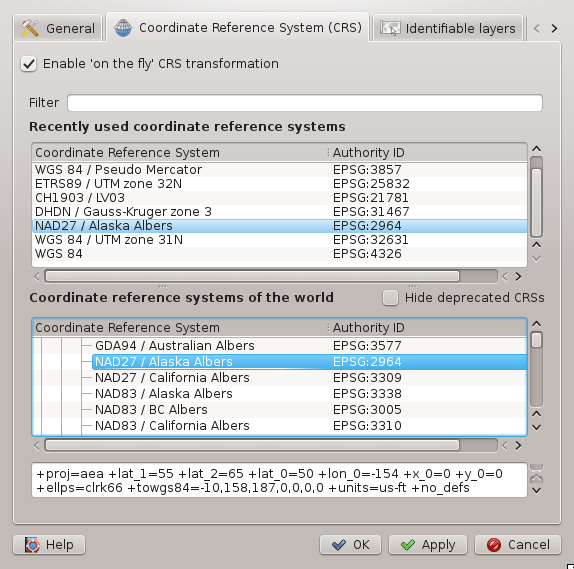 General Coordinate Reference System (CRS) Identifiable layers
Enable 'on the fly' CRS transformation
Filter
Recently used coordinate reference systems
Coordinate Reference System Authority ID
WGS 84 / Pseudo Mercator EPSG:3857
ETRS89 / UTM zone 32N EPSG:25832
CH1903 / LV03 EPSG:21781
DHDN / Gauss-Kruger zone 3 EPSG:31467
NAD27 / Alaska Albers EPSG:2964
WGS 84 / UTM zone 31N EPSG:32631
WGS 84 EPSG:4326
Coordinate reference systems of the world Hide deprecated CRSs
Coordinate Reference System Authority ID
GDA94 / Australian Albers EPSG:3577
NAD27 / Alaska Albers EPSG:2964
NAD27 / California Albers EPSG:3309
NAD83 / Alaska Albers EPSG:3338
NAD83 / BC Albers EPSG:3005
NAD83 / California Albers EPSG:3310
+proj=aea +lat_1=55 +lat_2=65 +lat_0=50 +lon_0=-154 +x_0=0 +y_0=0
+ellps=clrk66 +towgs84=-10,158,187,0,0,0,0 +units=us-ft +no_defs
Help OK Apply Cancel